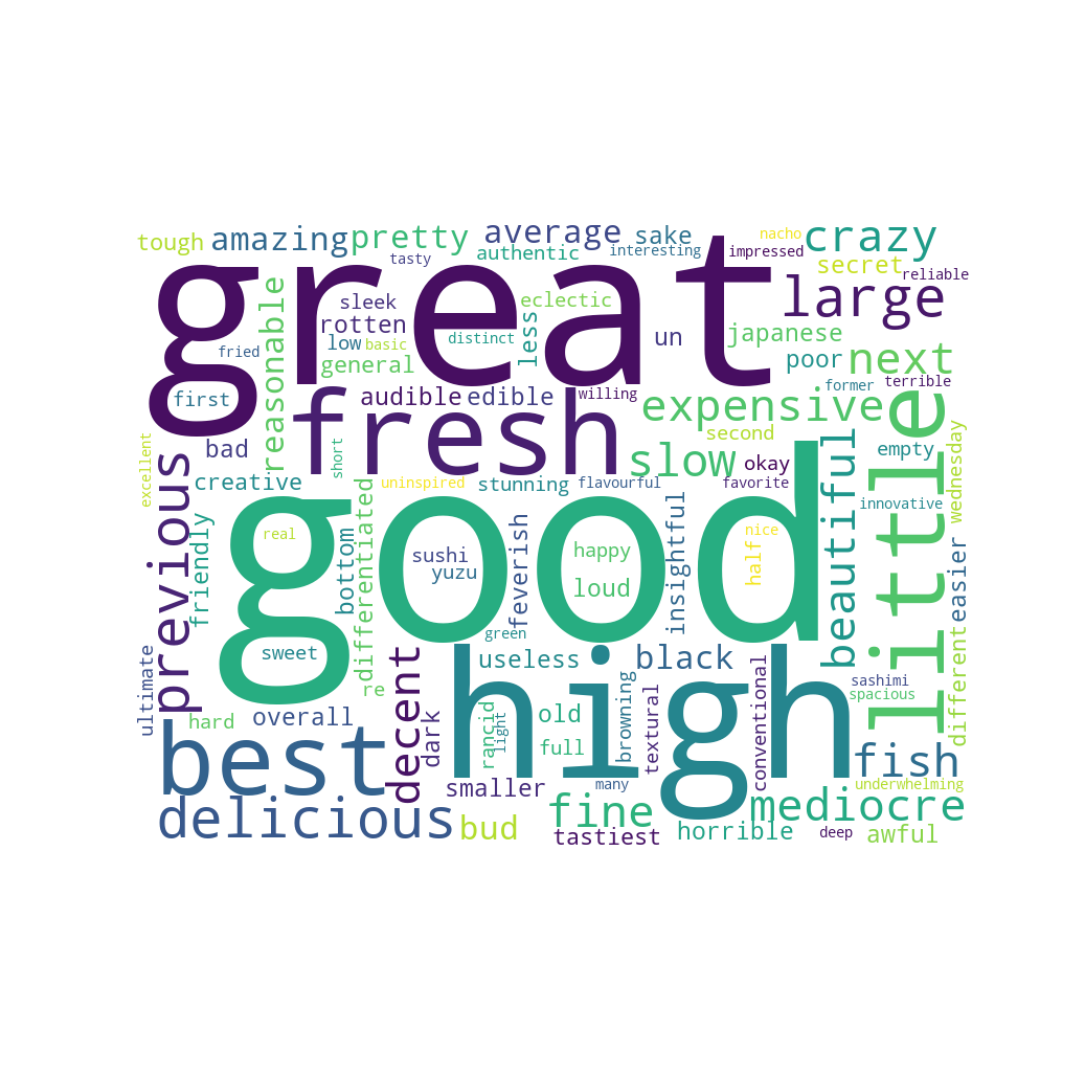 great
good
high
fresh
little
best
previous
large
crazy
next
expensive
slow
beautiful
delicious
decent
fine
mediocre
fish
black
amazing
pretty
average
sake
tough
tasty
authentic
interesting
nacho
impressed
secret
reliable
reasonable
sleek
rotten
low
basic
general
fried
first
eclectic
distinct
less
un
japanese
poor
former
terrible
audible
edible
willing
bad
short
second
okay
empty
wednesday
excellent
creative
uninspired
stunning
flavourful
favorite
innovative
friendly
differentiated
bottom
real
sushi
yuzu
feverish
happy
loud
insightful
half
nice
easier
different
green
sweet
useless
re
ultimate
hard
overall
dark
rancid
light
old
full
browning
textural
conventional
sashimi
spacious
underwhelming
smaller
many
bud
tastiest
horrible
deep
awful